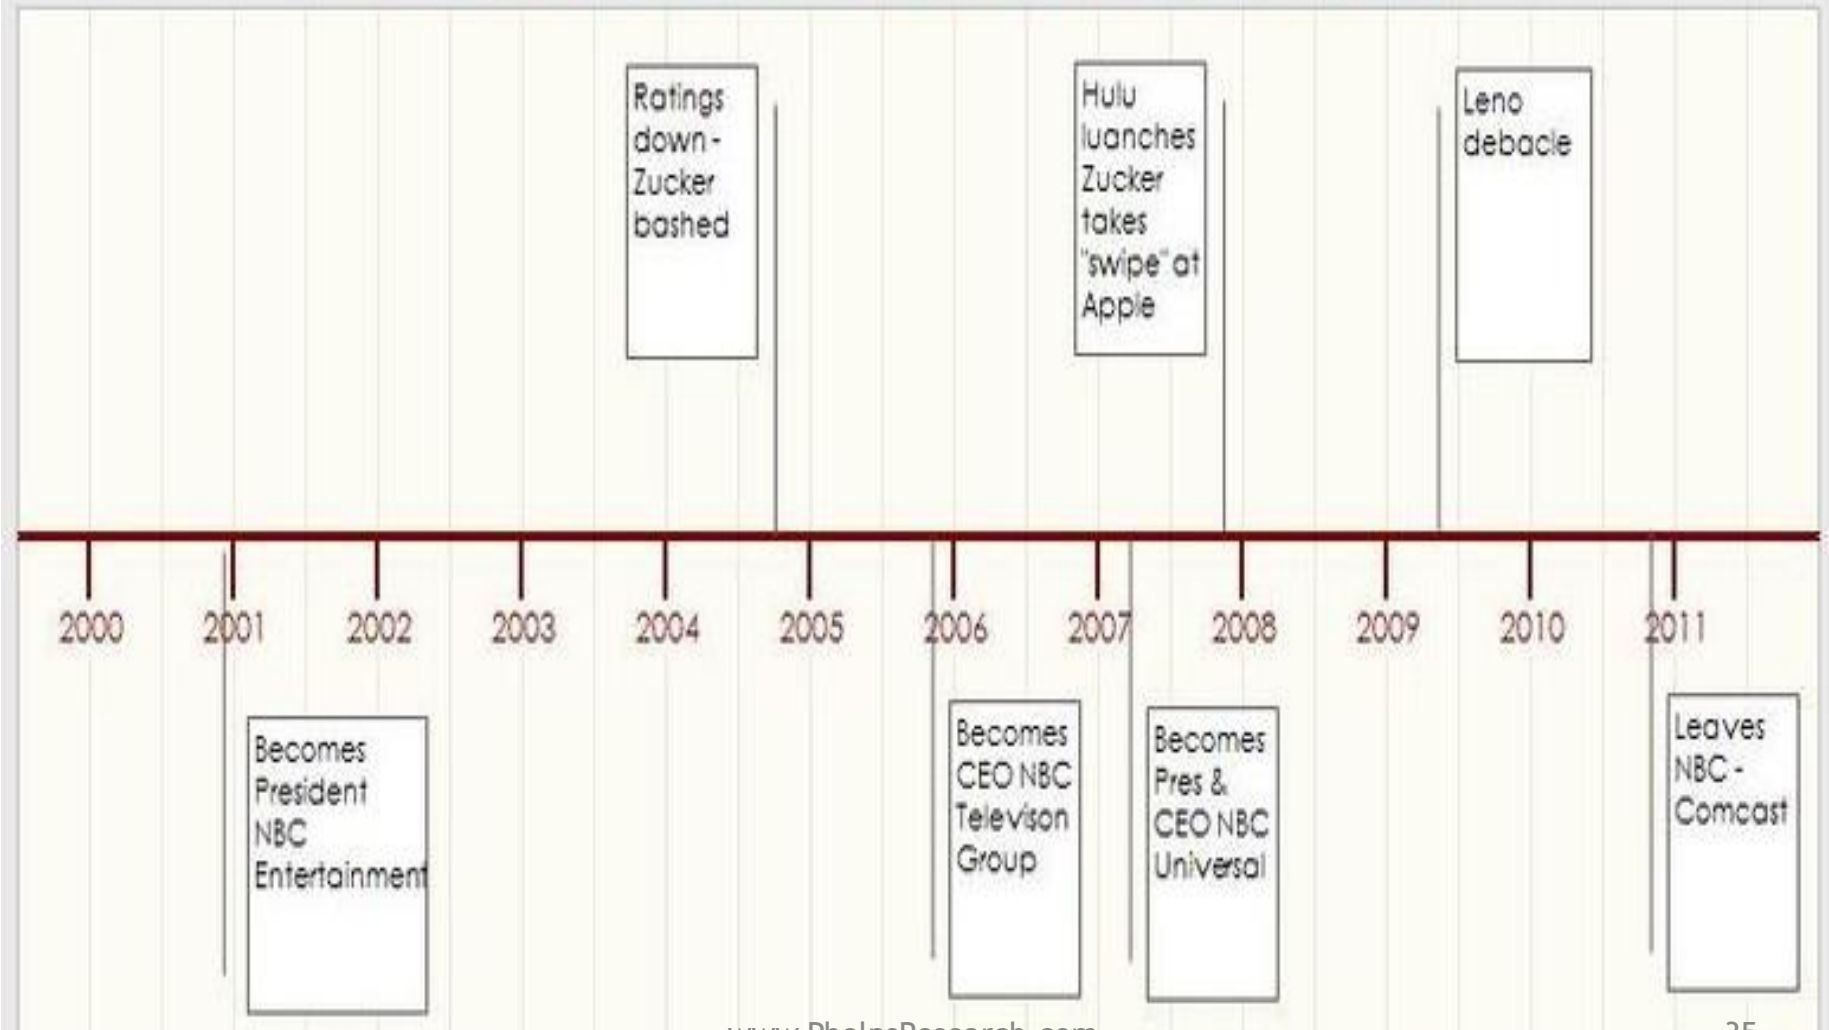 Ratings
down -
Zucker
bashed
Hulu
luanches
Zucker
takes
"swipe" at
Apple
Leno
debacle
2000 2001 2002 2003 2004 2005 2006 2007 2008 2009 2010 2011
Becomes
President
NBC
Entertainment
Becomes
CEO NBC
Televison
Group
Becomes
Pres &
CEO NBC
Universal
Leaves
NBC -
Comcast